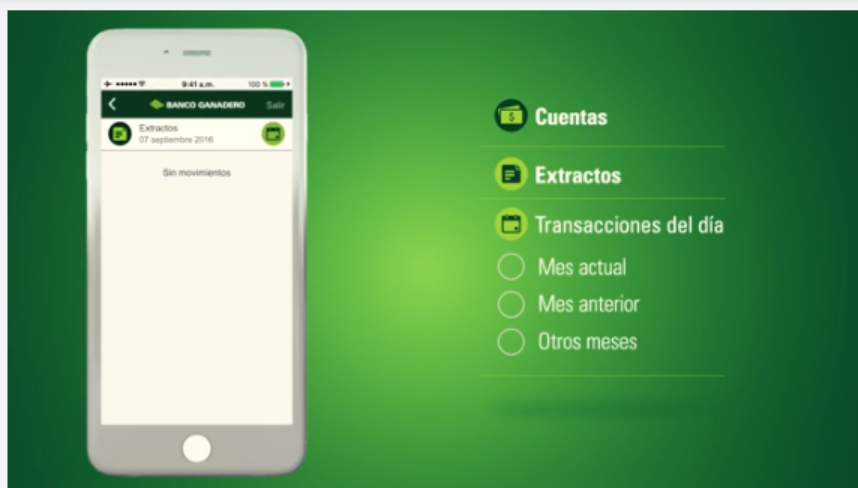 9:41 a.m.
100 %
BANCO GANADERO
Salir
Extractos
07 septiembre 2016
Sin movimientos
Cuentas
Extractos
Transacciones del día
Mes actual
Mes anterior
Otros meses